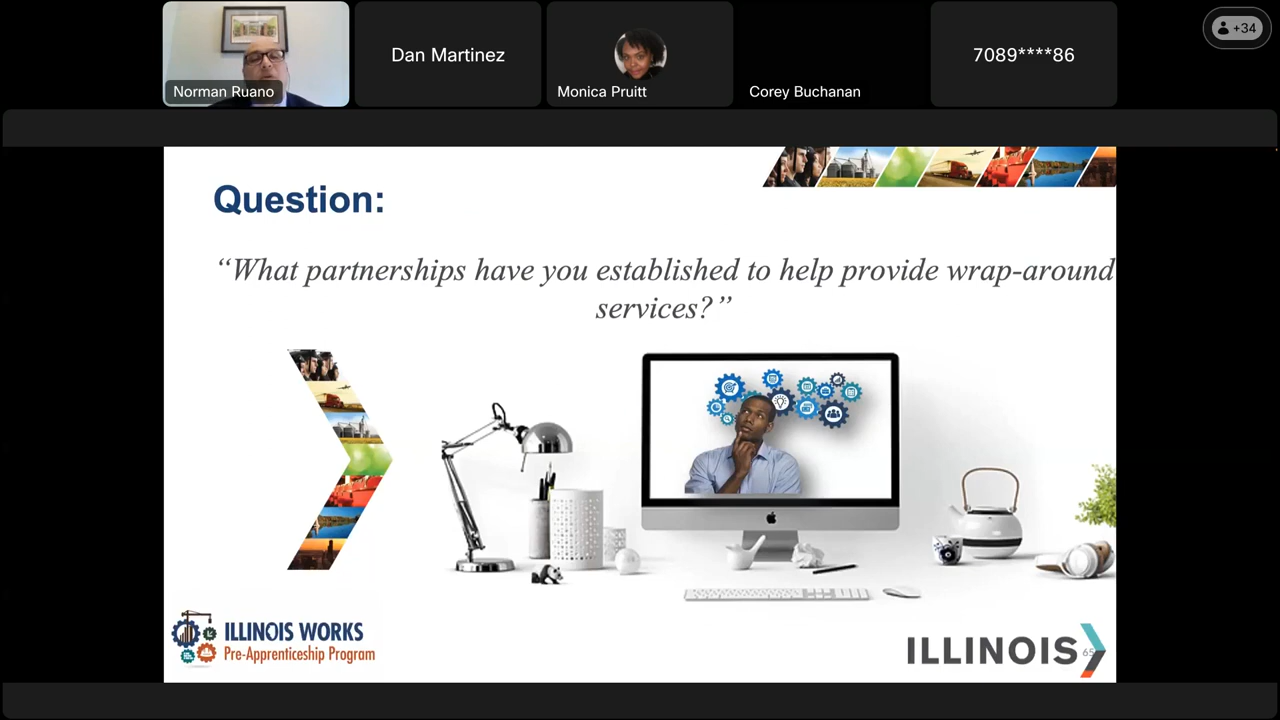 Dan Martinez
7089****86
+34
Norman Ruano
Monica Pruitt
Corey Buchanan
Question:
“What partnerships have you established to help provide wrap-around
services?”
ILLINOIS WORKS
Pre-Apprenticeship Program
ILLINOIS
65